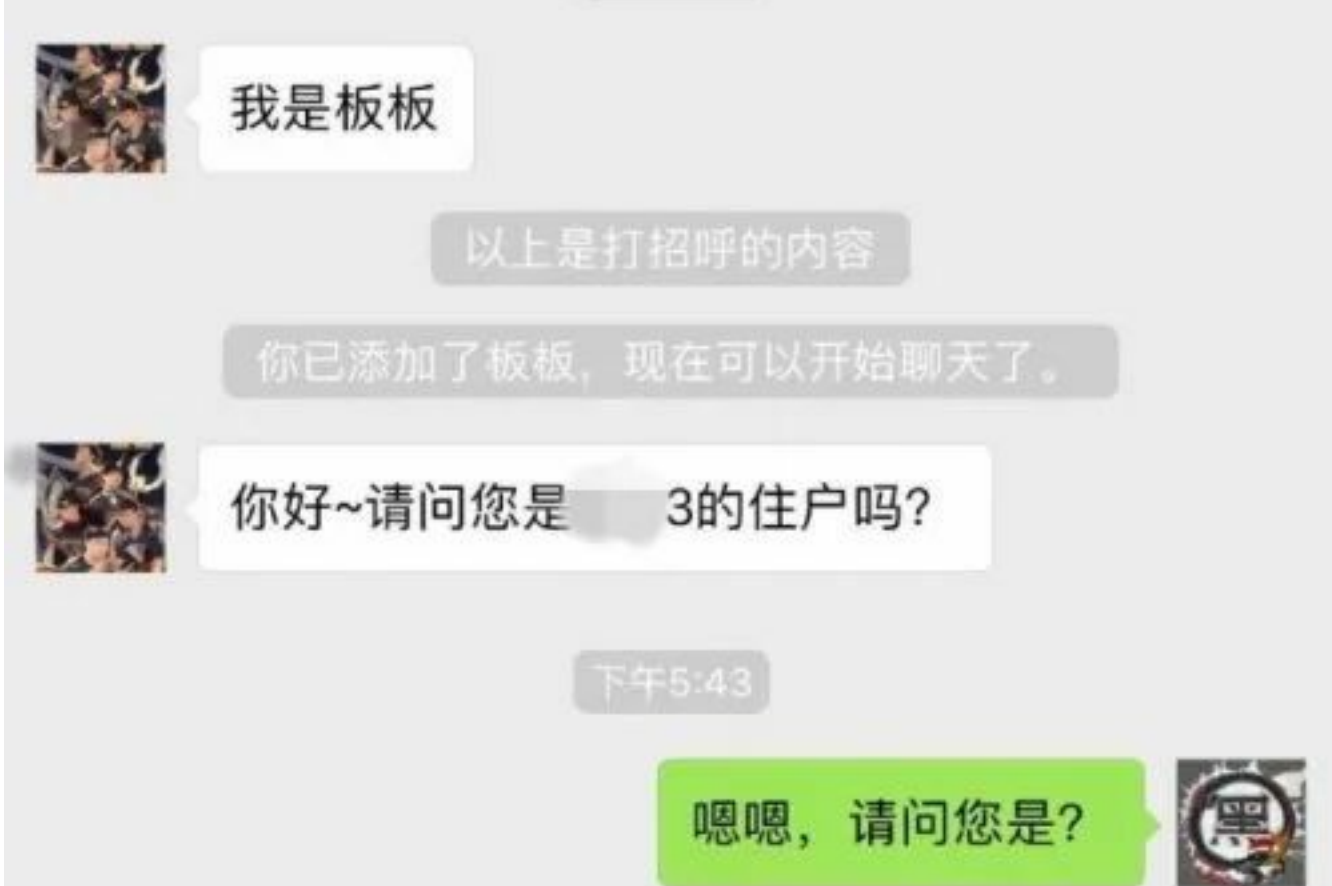 我是板板
以上是打招呼的内容
你已添加了板板，现在可以开始聊天了。
你好~请问您是 3的住户吗?
下午5:43
嗯嗯，请问您是?
黑